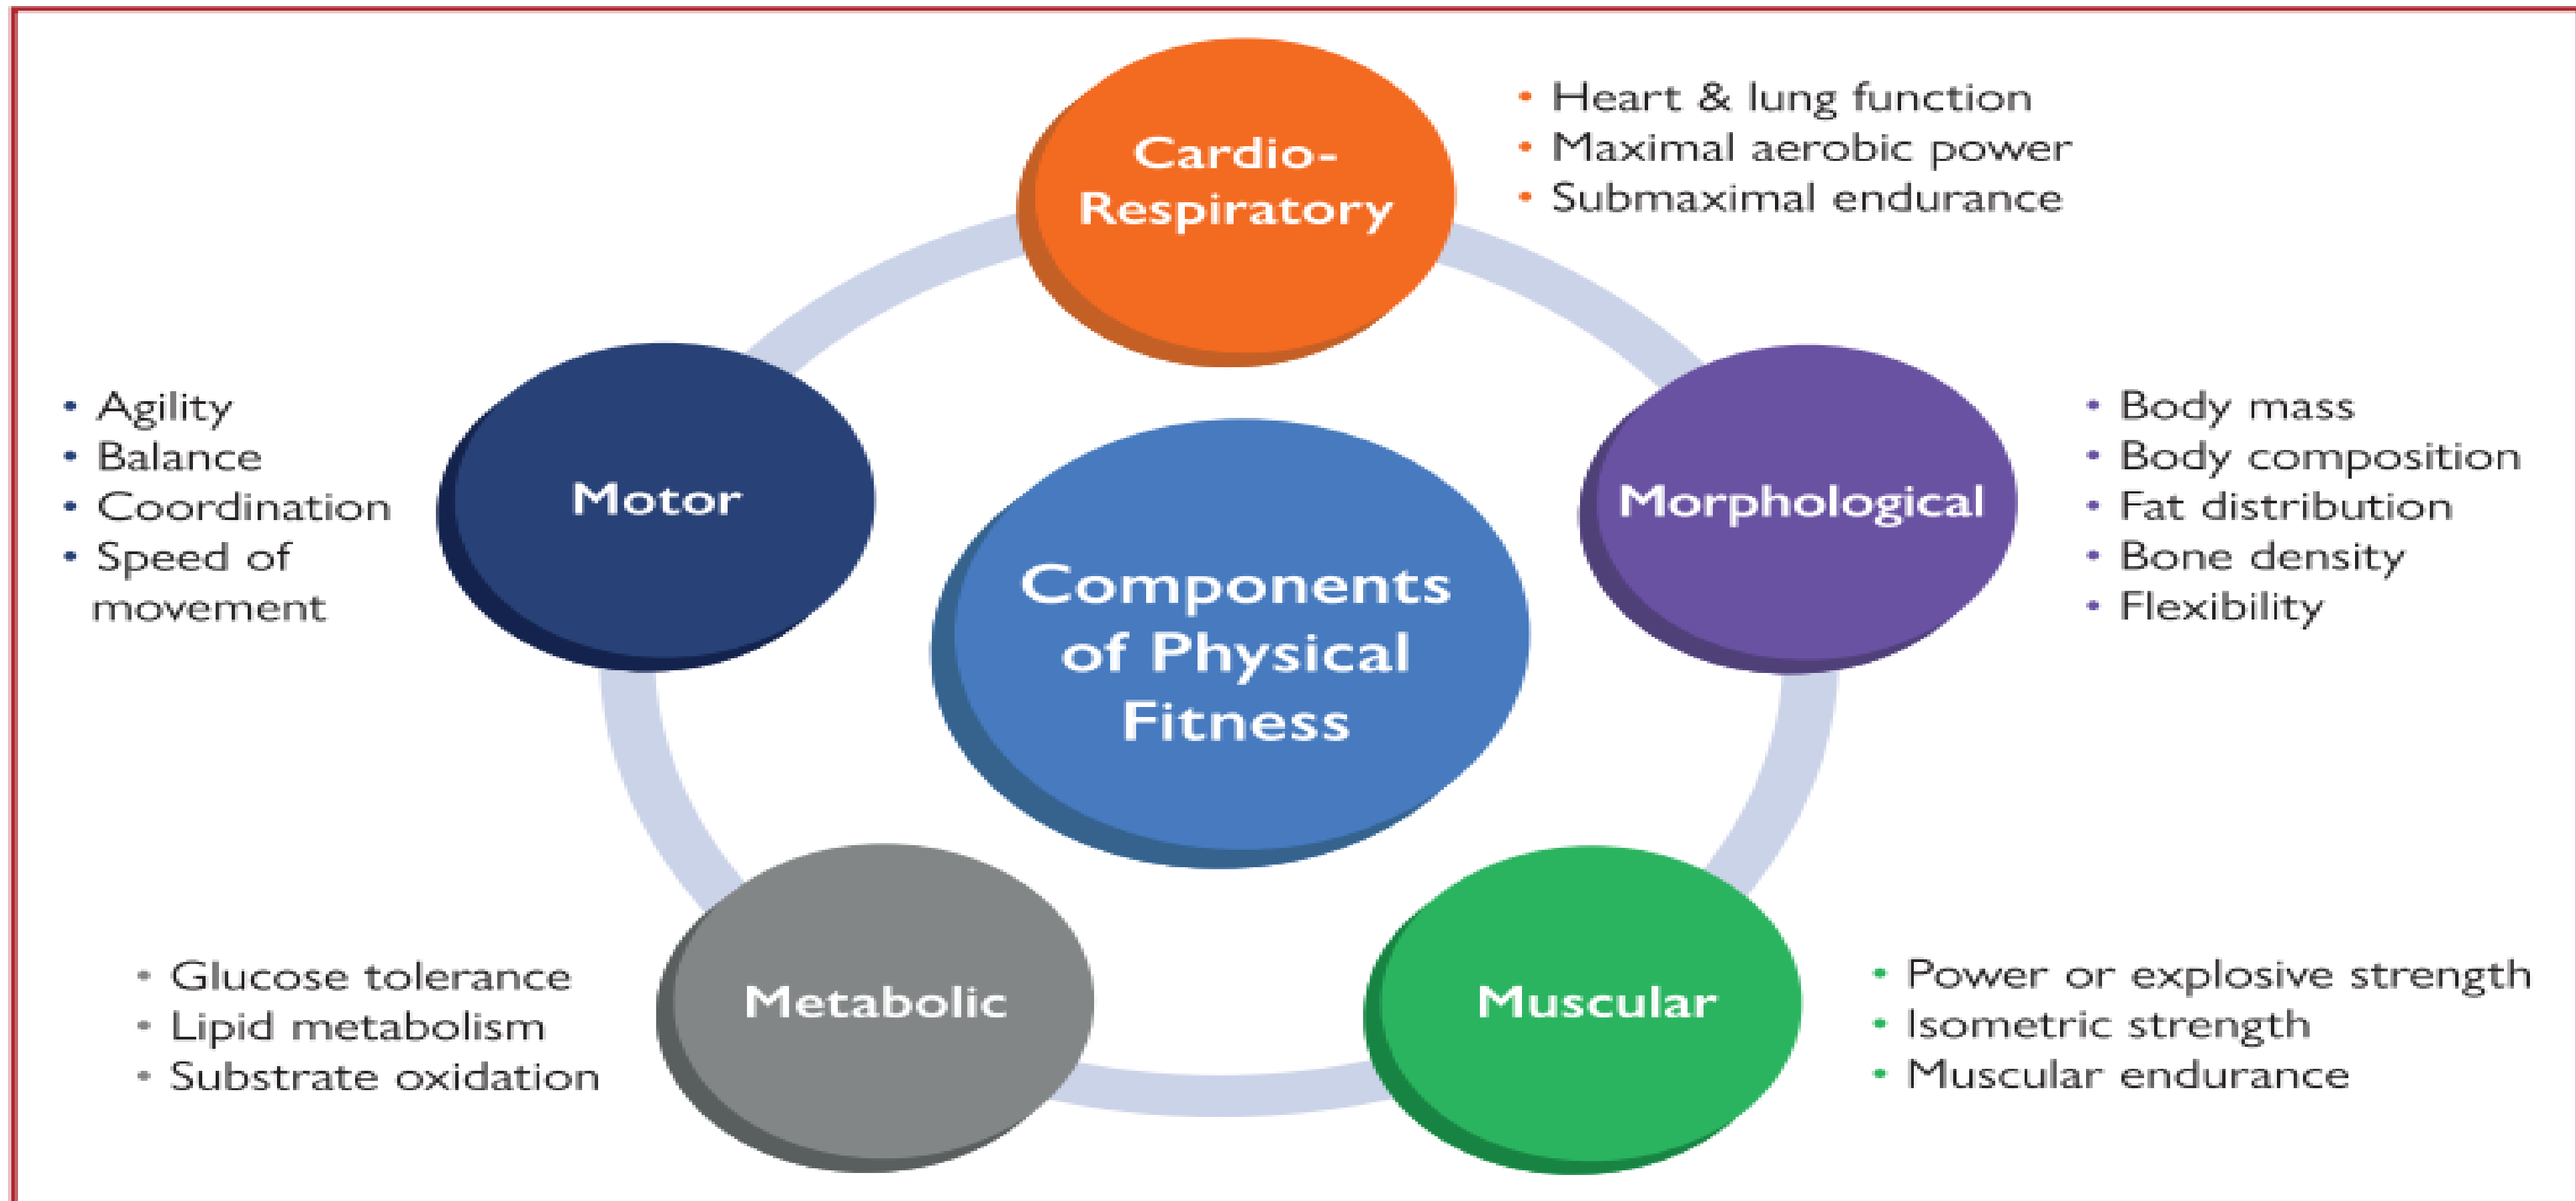 Cardio-
Respiratory
• Heart & lung function
• Maximal aerobic power
• Submaximal endurance
Morphological
• Body mass
• Body composition
• Fat distribution
• Bone density
• Flexibility
Muscular
• Power or explosive strength
• Isometric strength
• Muscular endurance
Metabolic
• Glucose tolerance
• Lipid metabolism
• Substrate oxidation
Motor
• Agility
• Balance
• Coordination
• Speed of
movement
Components
of Physical
Fitness